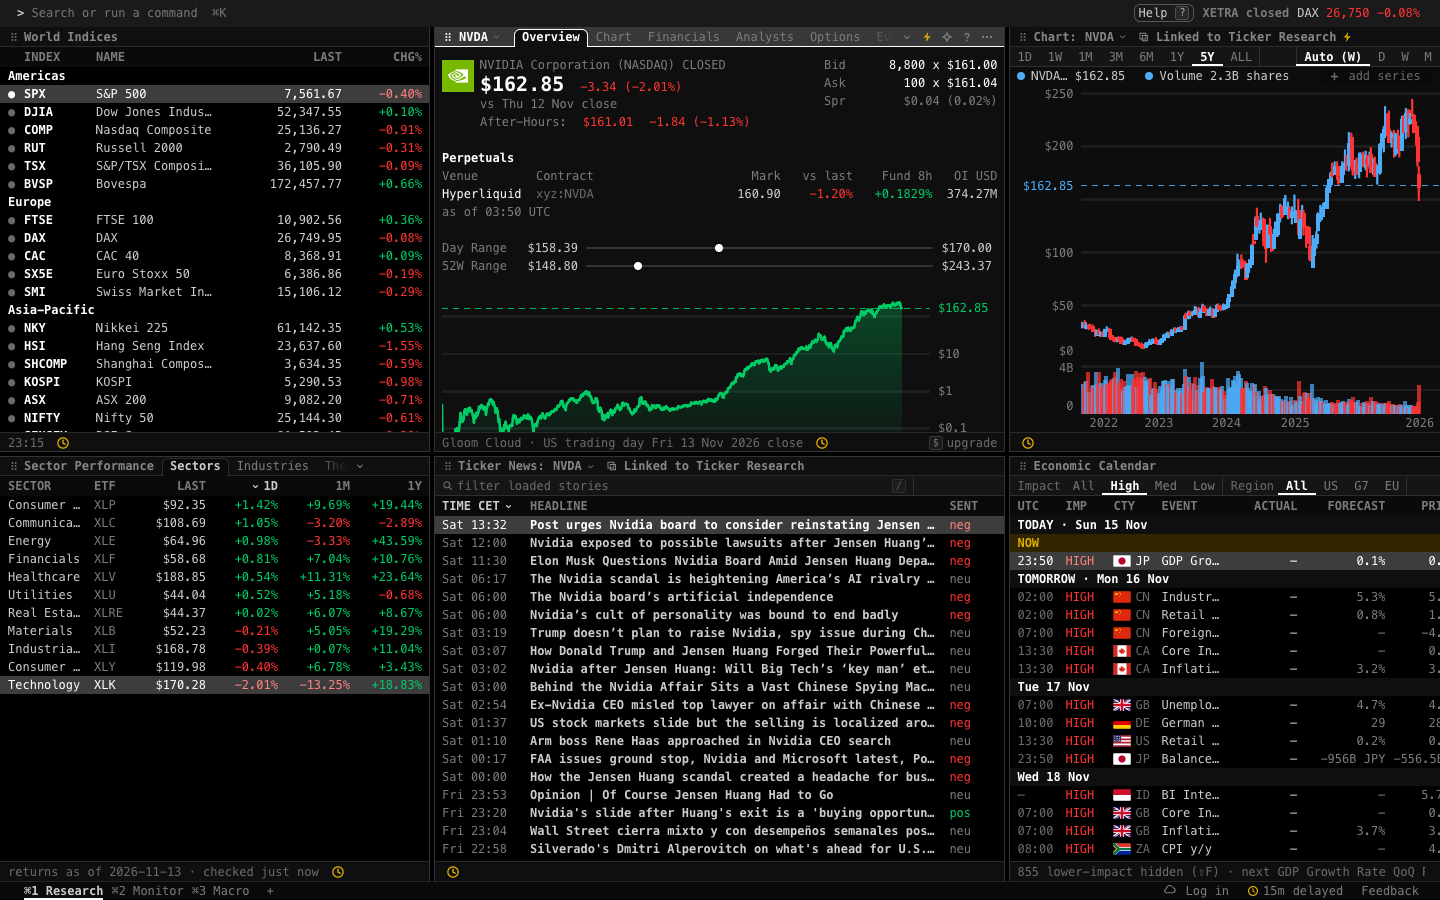 > Search or run a command ⌘K
Help ? XETRA closed DAX 26,750 −0.08%
World Indices
INDEX NAME LAST CHG%
Americas
SPX S&P 500 7,561.67 −0.40%
DJIA Dow Jones Indus… 52,347.55 +0.10%
COMP Nasdaq Composite 25,136.27 −0.91%
RUT Russell 2000 2,790.49 −0.31%
TSX S&P/TSX Composi… 36,105.90 −0.09%
BVSP Bovespa 172,457.77 +0.66%
Europe
FTSE FTSE 100 10,902.56 +0.36%
DAX DAX 26,749.95 −0.08%
CAC CAC 40 8,368.91 +0.09%
SX5E Euro Stoxx 50 6,386.86 −0.19%
SMI Swiss Market In… 15,106.12 −0.29%
Asia−Pacific
NKY Nikkei 225 61,142.35 +0.53%
HSI Hang Seng Index 23,637.60 −1.55%
SHCOMP Shanghai Compos… 3,634.35 −0.59%
KOSPI KOSPI 5,290.53 −0.98%
ASX ASX 200 9,082.20 −0.71%
NIFTY Nifty 50 25,144.30 −0.61%
23:15
NVDA Overview Chart Financials Analysts Options
NVIDIA Corporation (NASDAQ) CLOSED
$162.85 −3.34 (−2.01%)
vs Thu 12 Nov close
After−Hours: $161.01 −1.84 (−1.13%)
Bid 8,800 x $161.00
Ask 100 x $161.04
Spr $0.04 (0.02%)
Perpetuals
Venue Contract Mark vs last Fund 8h OI USD
Hyperliquid xyz:NVDA 160.90 −1.20% +0.1829% 374.27M
as of 03:50 UTC
Day Range $158.39 $170.00
52W Range $148.80 $243.37
$162.85
$10
$1
$0.1
Gloom Cloud · US trading day Fri 13 Nov 2026 close $ upgrade
Chart: NVDA Linked to Ticker Research
1D 1W 1M 3M 6M 1Y 5Y ALL Auto (W) D W M
NVDA… $162.85 Volume 2.3B shares + add series
$250
$200
$162.85
$100
$50
$0
4B
0
2022 2023 2024 2025 2026
Sector Performance Sectors Industries
SECTOR ETF LAST 1D 1M 1Y
Consumer … XLP $92.35 +1.42% +9.69% +19.44%
Communica… XLC $108.69 +1.05% −3.20% −2.89%
Energy XLE $64.96 +0.98% −3.33% +43.59%
Financials XLF $58.68 +0.81% +7.04% +10.76%
Healthcare XLV $188.85 +0.54% +11.31% +23.64%
Utilities XLU $44.04 +0.52% +5.18% −0.68%
Real Esta… XLRE $44.37 +0.02% +6.07% +8.67%
Materials XLB $52.23 −0.21% +5.05% +19.29%
Industria… XLI $168.78 −0.39% +0.07% +11.04%
Consumer … XLY $119.98 −0.40% +6.78% +3.43%
Technology XLK $170.28 −2.01% −13.25% +18.83%
returns as of 2026−11−13 · checked just now
Ticker News: NVDA Linked to Ticker Research
filter loaded stories /
TIME CET HEADLINE SENT
Sat 13:32 Post urges Nvidia board to consider reinstating Jensen … neg
Sat 12:00 Nvidia exposed to possible lawsuits after Jensen Huang’… neg
Sat 11:30 Elon Musk Questions Nvidia Board Amid Jensen Huang Depa… neg
Sat 06:17 The Nvidia scandal is heightening America’s AI rivalry … neu
Sat 06:00 The Nvidia board’s artificial independence neg
Sat 06:00 Nvidia’s cult of personality was bound to end badly neg
Sat 03:19 Trump doesn’t plan to raise Nvidia, spy issue during Ch… neu
Sat 03:07 How Donald Trump and Jensen Huang Forged Their Powerful… neu
Sat 03:02 Nvidia after Jensen Huang: Will Big Tech’s ‘key man’ et… neu
Sat 03:00 Behind the Nvidia Affair Sits a Vast Chinese Spying Mac… neu
Sat 02:54 Ex−Nvidia CEO misled top lawyer on affair with Chinese … neg
Sat 01:37 US stock markets slide but the selling is localized aro… neg
Sat 01:10 Arm boss Rene Haas approached in Nvidia CEO search neu
Sat 00:17 FAA issues ground stop, Nvidia and Microsoft latest, Po… neg
Sat 00:00 How the Jensen Huang scandal created a headache for bus… neg
Fri 23:53 Opinion | Of Course Jensen Huang Had to Go neu
Fri 23:20 Nvidia's slide after Huang's exit is a 'buying opportun… pos
Fri 23:04 Wall Street cierra mixto y con desempeños semanales pos… neu
Fri 22:58 Silverado's Dmitri Alperovitch on what's ahead for U.S.… neu
Economic Calendar
Impact All High Med Low Region All US G7 EU
UTC IMP CTY EVENT ACTUAL FORECAST PRI
TODAY · Sun 15 Nov
NOW
23:50 HIGH JP GDP Gro… — 0.1% 0.
TOMORROW · Mon 16 Nov
02:00 HIGH CN Industr… — 5.3% 5.
02:00 HIGH CN Retail … — 0.8% 1.
07:00 HIGH CN Foreign… — — −4.
13:30 HIGH CA Core In… — — 0.
13:30 HIGH CA Inflati… — 3.2% 3.
Tue 17 Nov
07:00 HIGH GB Unemplo… — 4.7% 4.
10:00 HIGH DE German … — 29 28
13:30 HIGH US Retail … — 0.2% 0.
23:50 HIGH JP Balance… — −956B JPY −556.5B
Wed 18 Nov
— HIGH ID BI Inte… — — 5.7
07:00 HIGH GB Core In… — — 0.
07:00 HIGH GB Inflati… — 3.7% 3.
08:00 HIGH ZA CPI y/y — — 4.
855 lower−impact hidden (⇧F) · next GDP Growth Rate QoQ
⌘1 Research ⌘2 Monitor ⌘3 Macro +
Log in 15m delayed Feedback